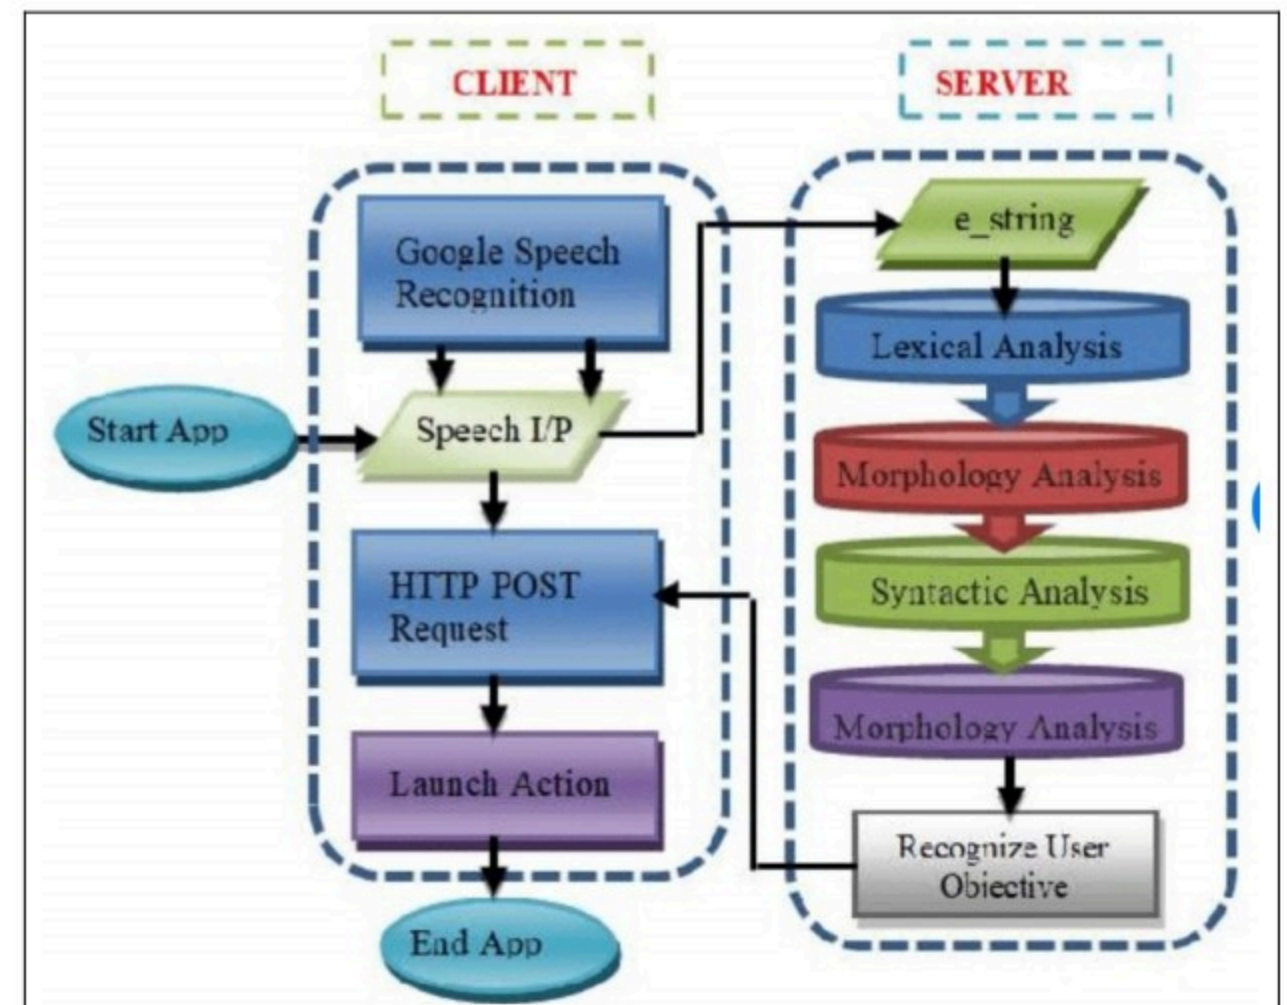 CLIENT
SERVER
Google Speech
Recognition
e_string
Lexical Analysis
Start App
Speech I/P
Morphology Analysis
HTTP POST
Request
Syntactic Analysis
Morphology Analysis
Launch Action
Recognize User
Objective
End App